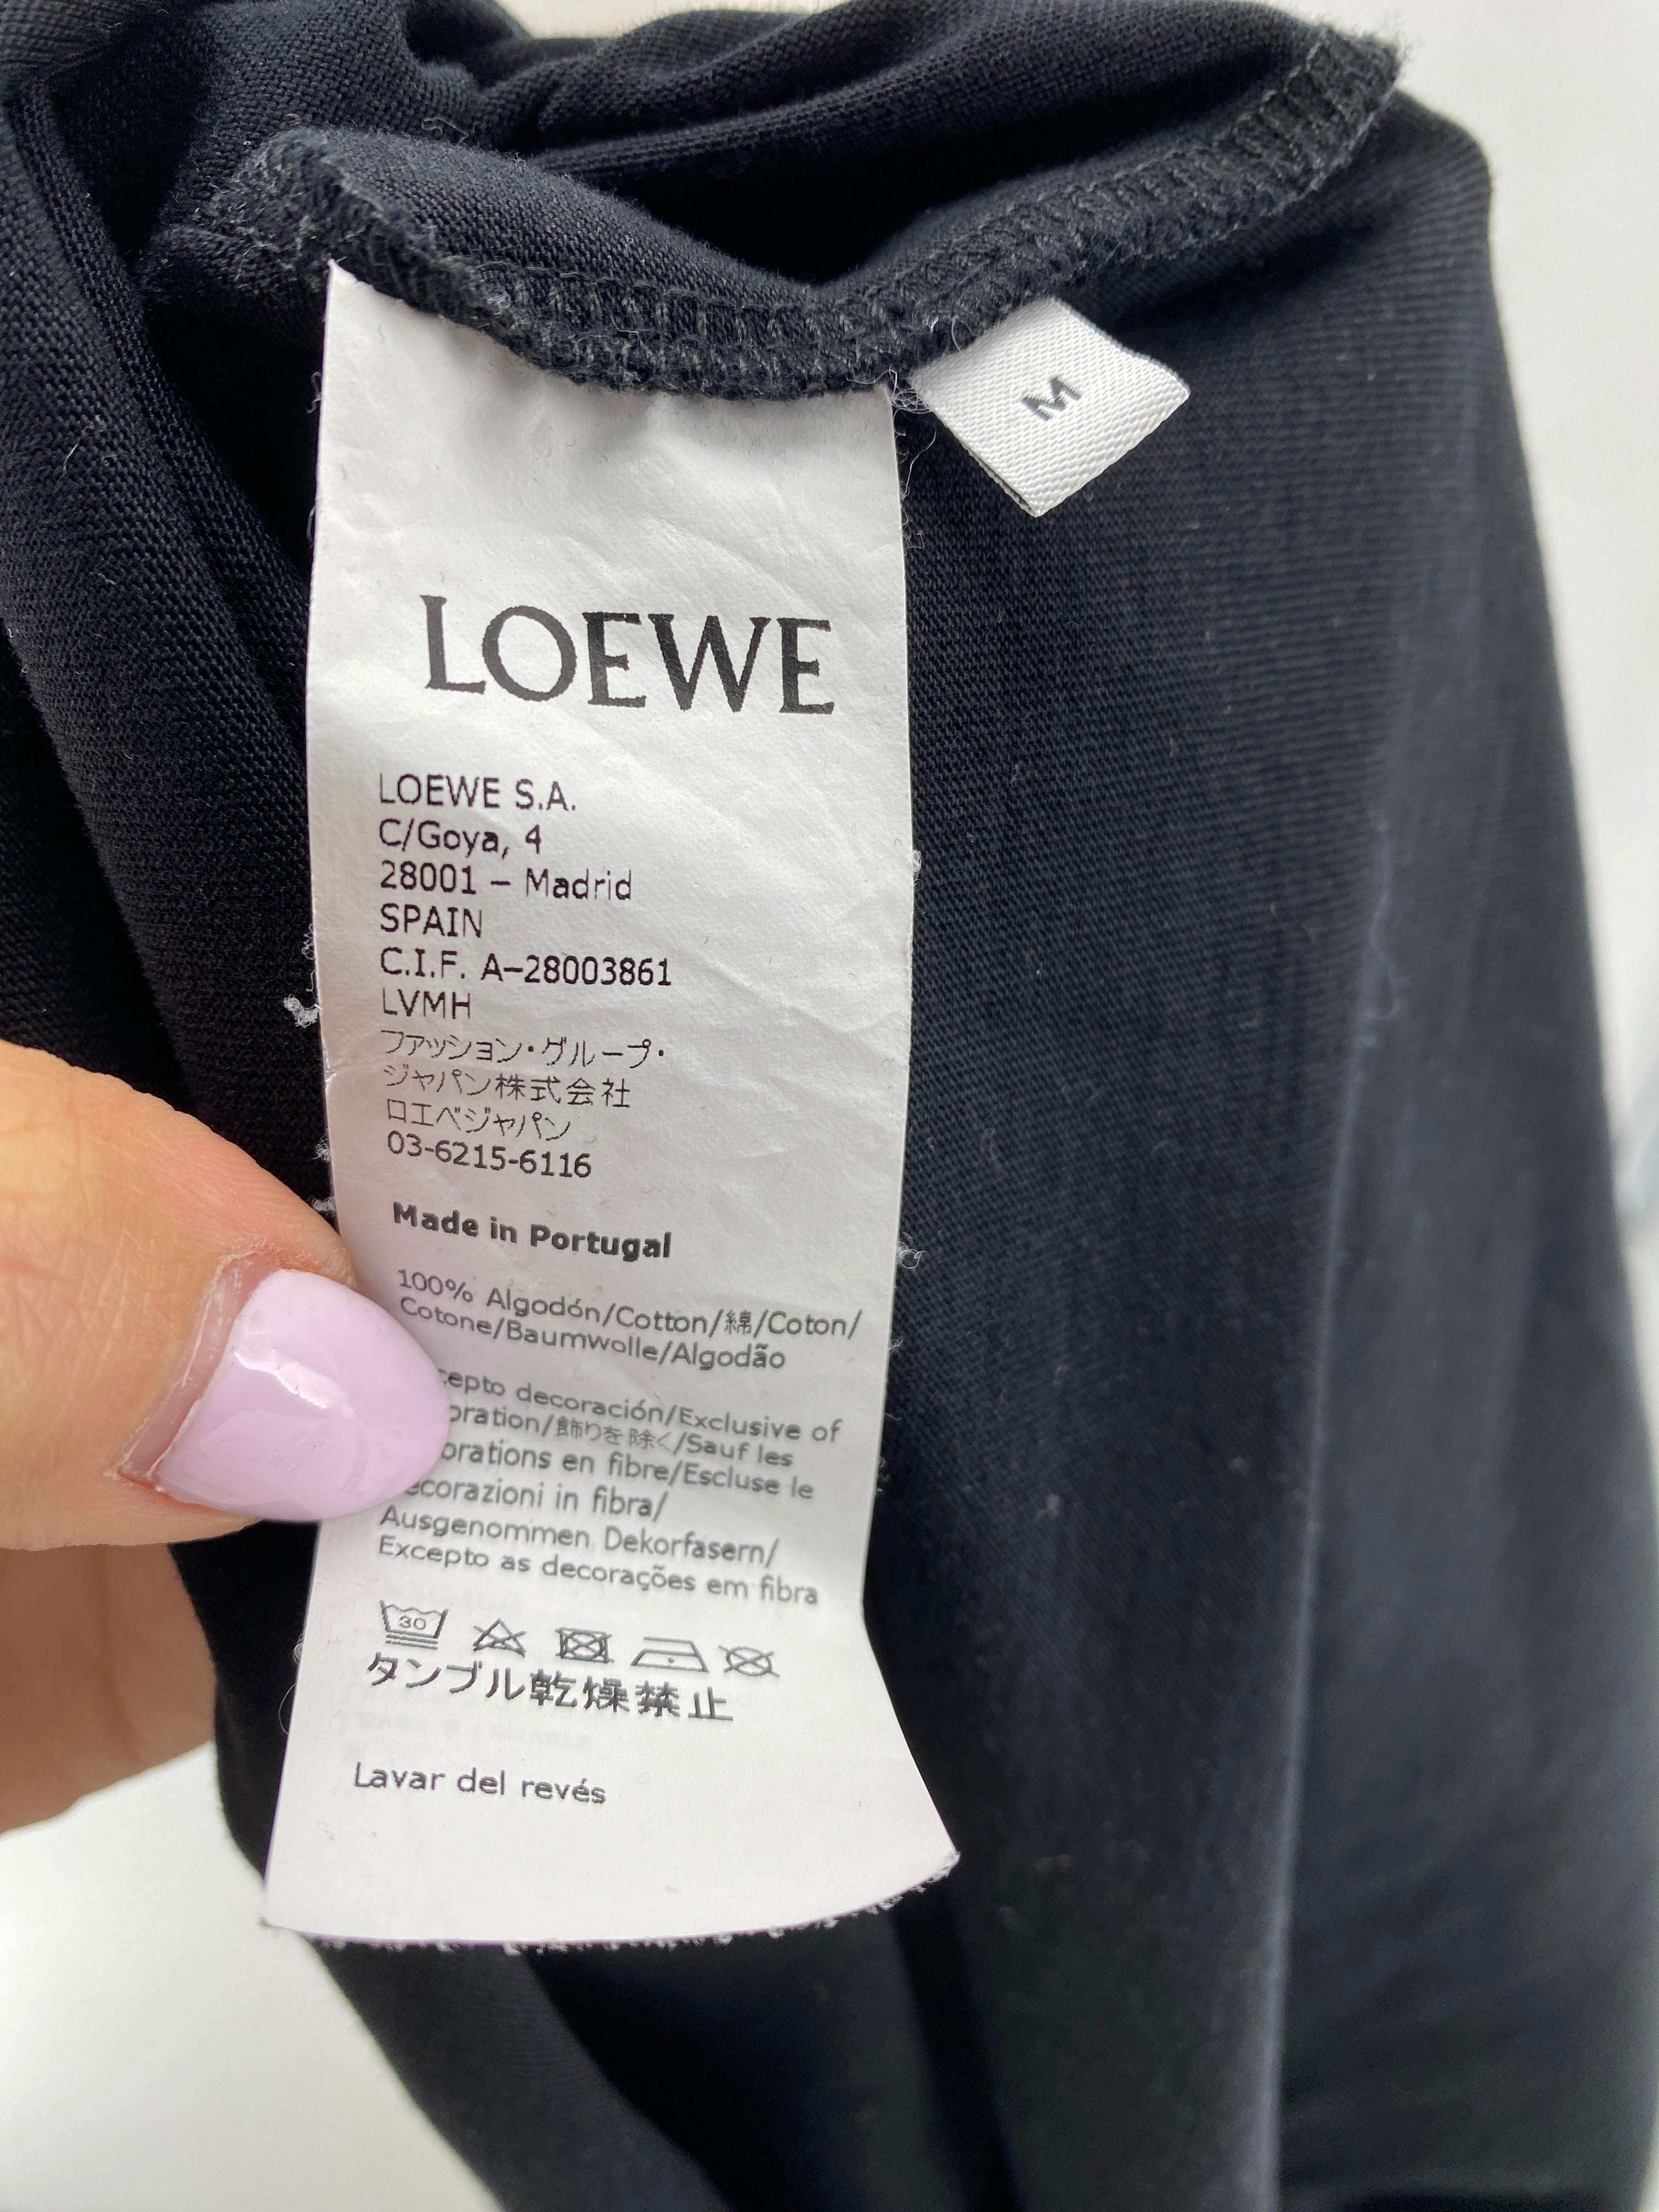 M
LOEWE
LOEWE S.A.
C/Goya, 4
28001 – Madrid
SPAIN
C.I.F. A–28003861
LVMH
ファッション・グループ・
ジャパン株式会社
ロエベジャパン
03-6215-6116
Made in Portugal
100% Algodón/Cotton/綿/Coton/
Cotone/Baumwolle/Algodão
decoración/Exclusive of
/飾りを除く/Sauf les
en fibre/Escluse le
in fibra/
Ausgenommen Dekorfasern/
Excepto as decorações em fibra
30
タンブル乾燥禁止
Lavar del revés